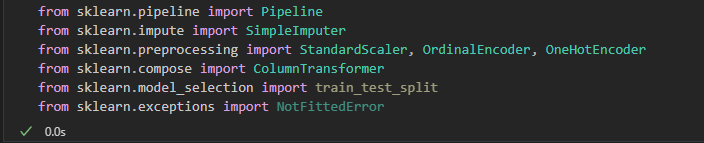 from sklearn.pipeline import Pipeline
from sklearn.impute import SimpleImputer
from sklearn.preprocessing import StandardScaler, OrdinalEncoder, OneHotEncoder
from sklearn.compose import ColumnTransformer
from sklearn.model_selection import train_test_split
from sklearn.exceptions import NotFittedError
0.0s